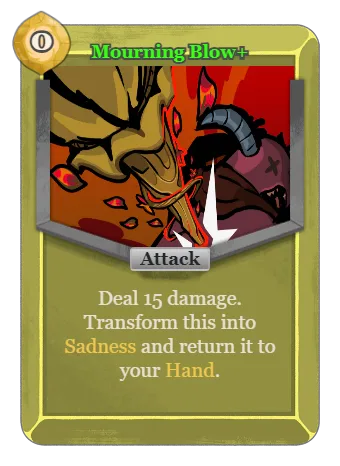 0
Mourning Blow+
Attack
Deal 15 damage.
Transform this into
Sadness and return it to
your Hand.